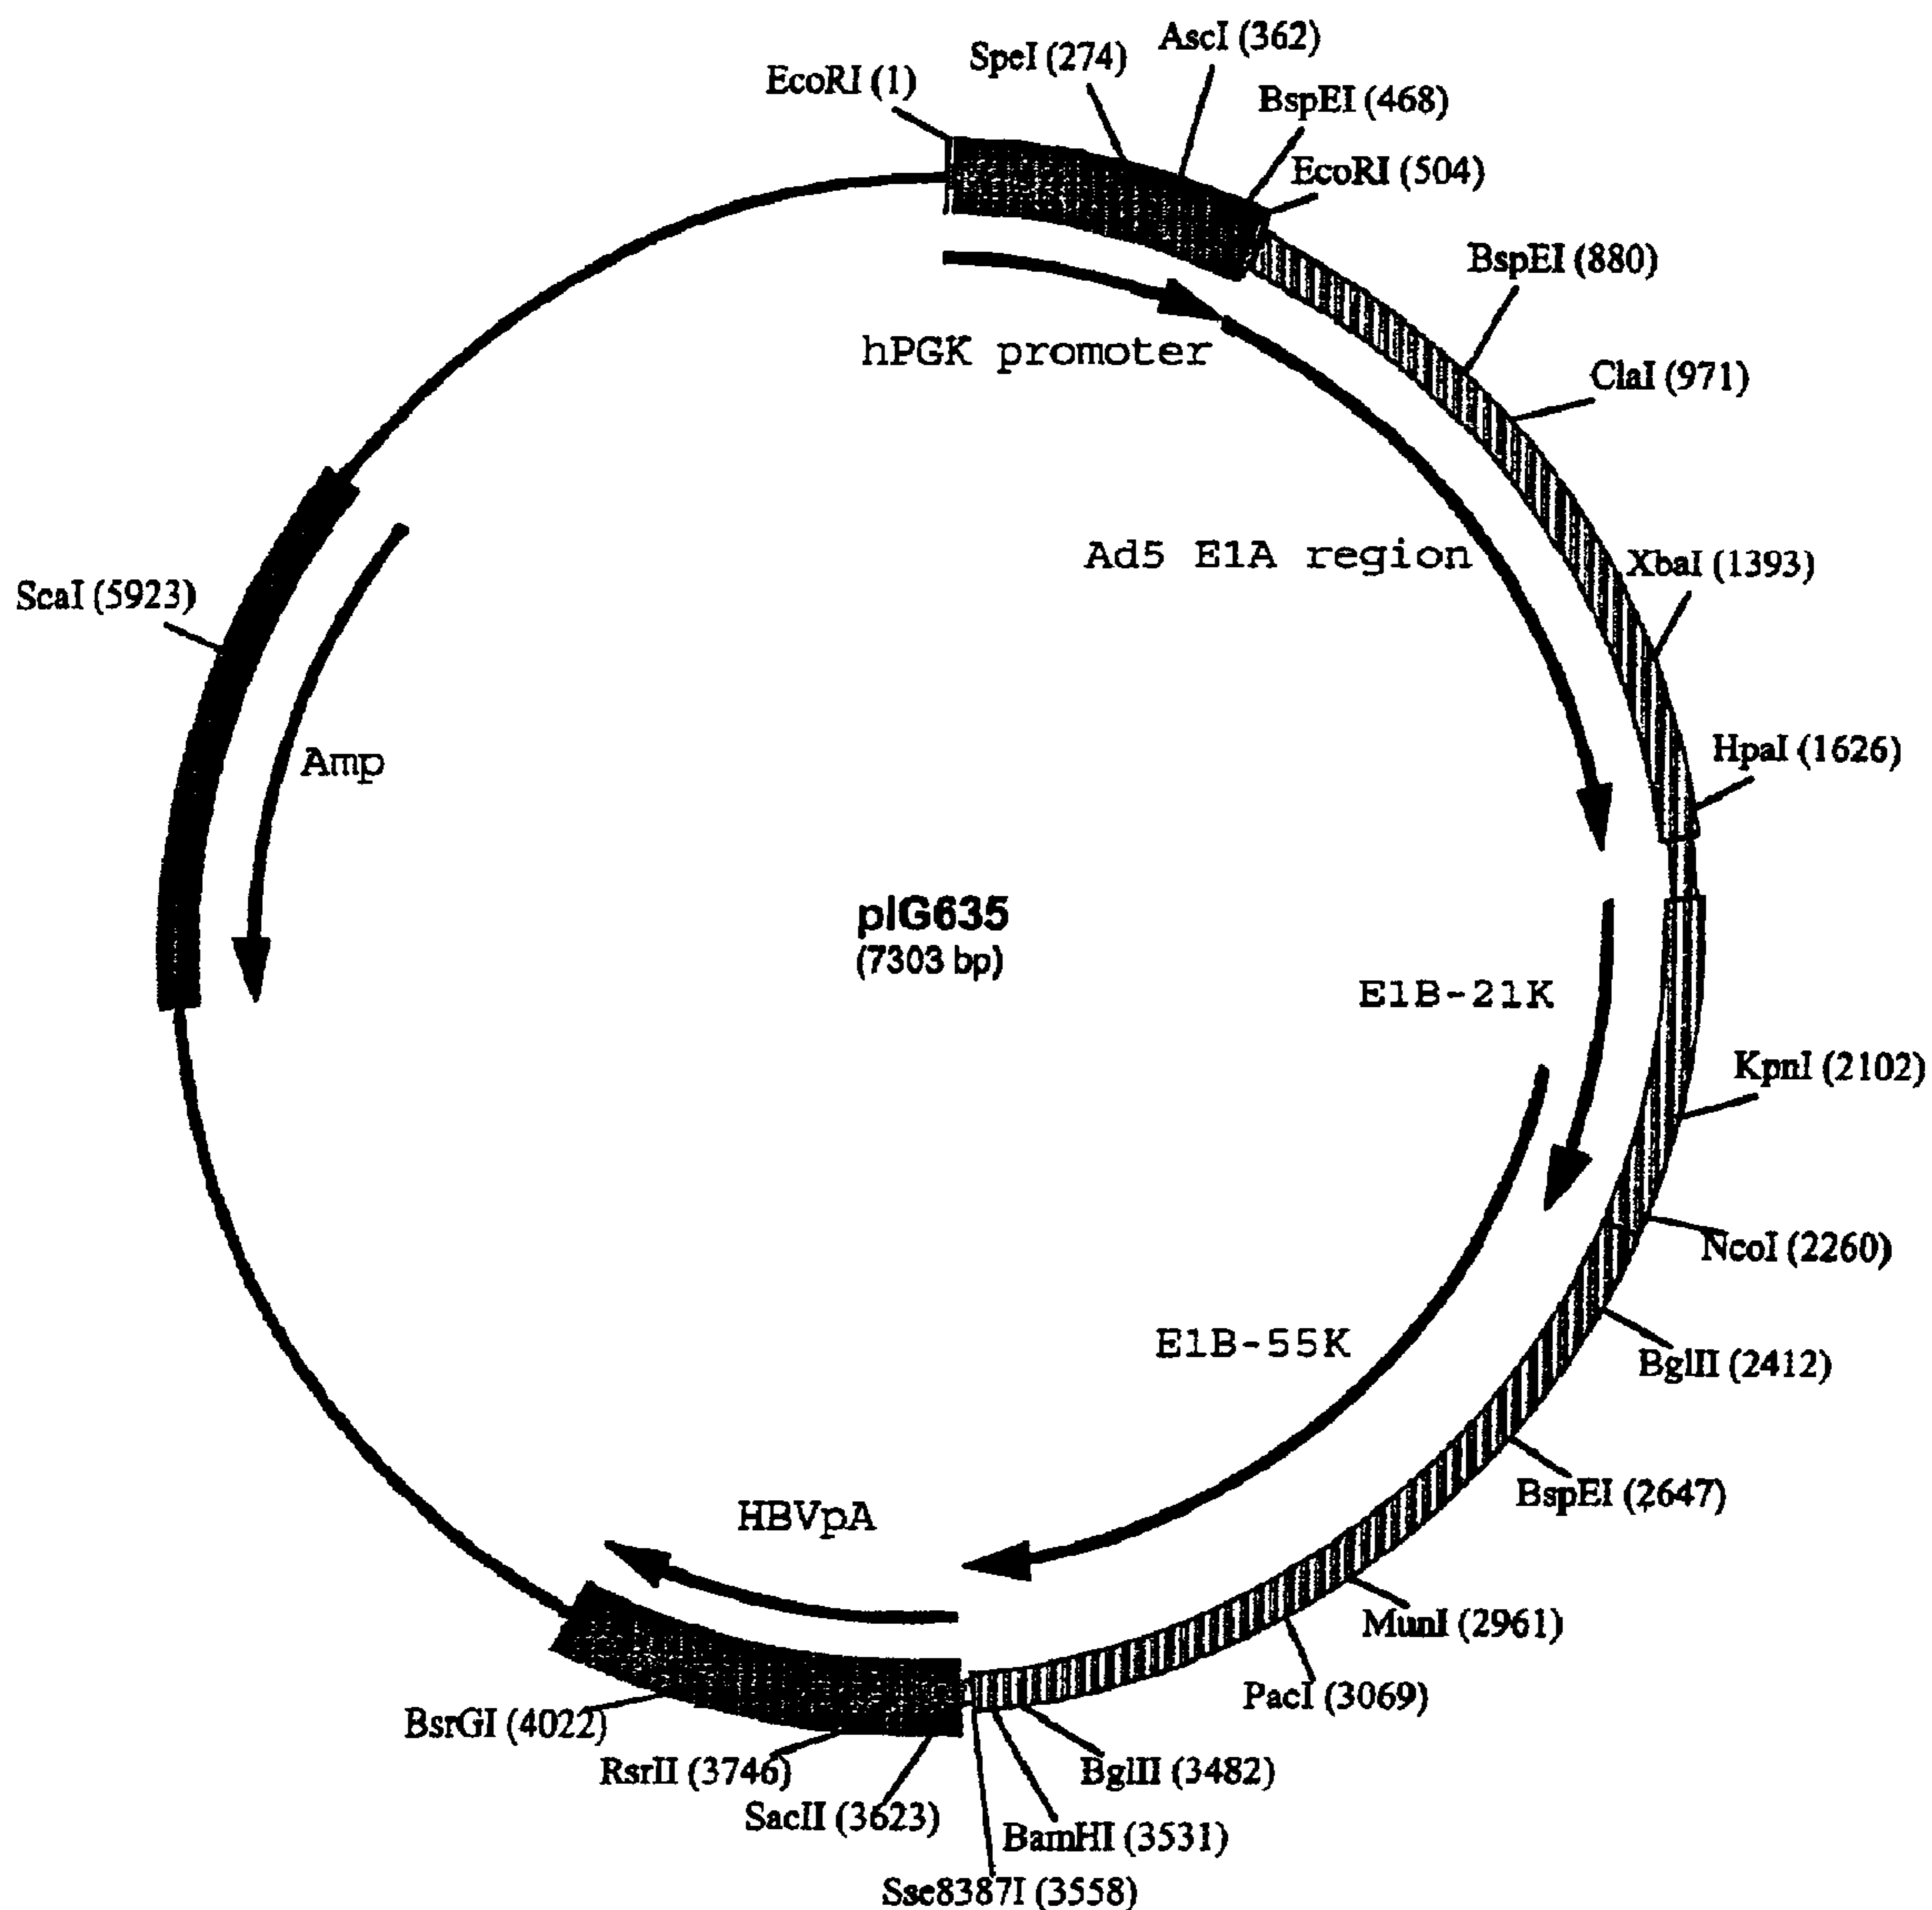 EcoRI (1)
SpeI (274)
AscI (362)
BspEI (468)
EcoRI (504)
BspEI (880)
ClaI (971)
XbaI (1393)
HpaI (1626)
KpnI (2102)
NcoI (2260)
BglII (2412)
BspEI (2647)
MunI (2961)
PacI (3069)
BglII (3482)
BamHI (3531)
Sse8387I (3558)
SacII (3623)
RsrII (3746)
BsrGI (4022)
ScaI (5923)
hPGK promoter
Ad5 E1A region
E1B-21K
E1B-55K
HBVpA
Amp
pIG635
(7303 bp)